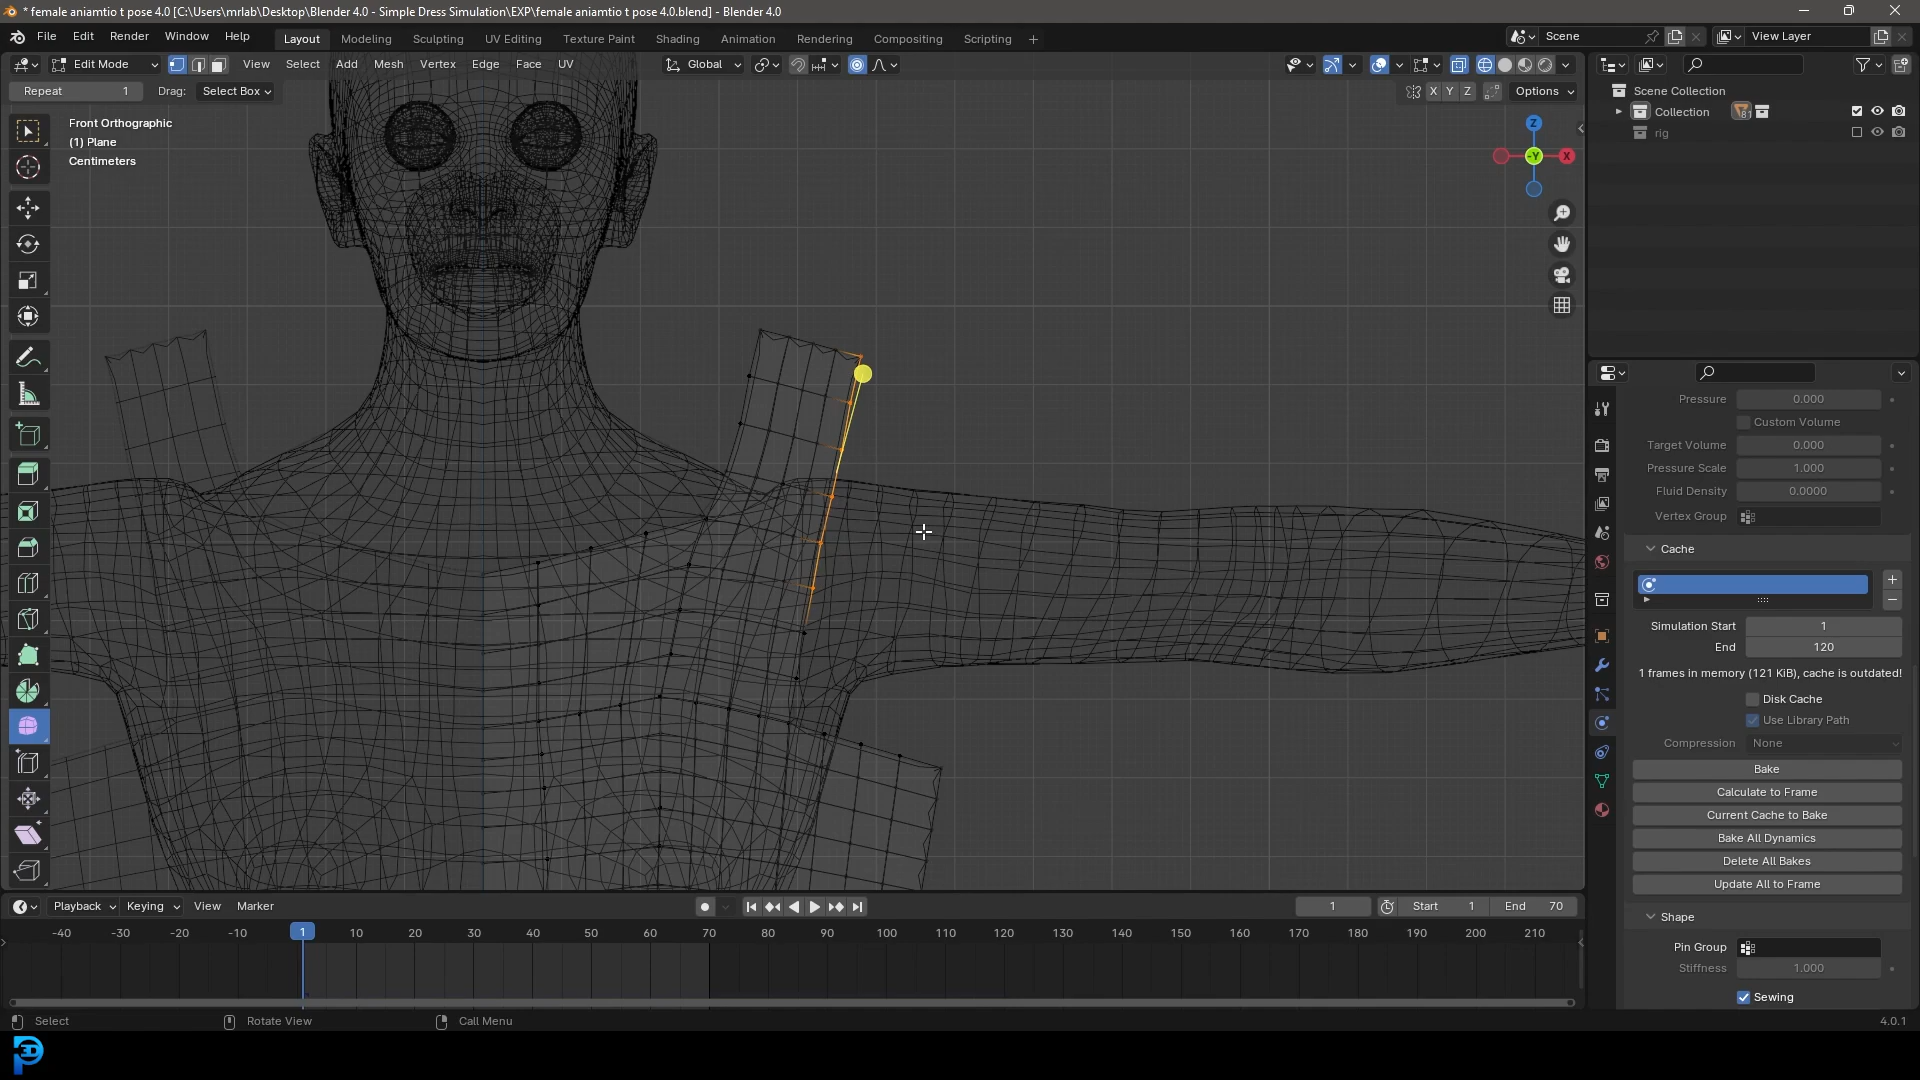 * female aniamtio t pose 4.0 [C:\Users\mrlab\Desktop\Blender 4.0 - Simple Dress Simulation\EXP\female aniamtio t pose 4.0.blend] - Blender 4.0
File Edit Render Window Help Layout Modeling Sculpting UV Editing Texture Paint Shading Animation Rendering Compositing Scripting + Scene View Layer
Edit Mode View Select Add Mesh Vertex Edge Face UV Global
Repeat 1 Drag: Select Box X Y Z Options
Front Orthographic
(1) Plane
Centimeters
Z
-Y X
Scene Collection
Collection 81
rig
Pressure 0.000
Custom Volume
Target Volume 0.000
Pressure Scale 1.000
Fluid Density 0.0000
Vertex Group
Cache
Simulation Start 1
End 120
1 frames in memory (121 KiB), cache is outdated!
Disk Cache
Use Library Path
Compression None
Bake
Calculate to Frame
Current Cache to Bake
Bake All Dynamics
Delete All Bakes
Update All to Frame
Shape
Pin Group
Stiffness 1.000
Sewing
Playback Keying View Marker 1 Start 1 End 70
-40 -30 -20 -10 1 10 20 30 40 50 60 70 80 90 100 110 120 130 140 150 160 170 180 190 200 210
Select Rotate View Call Menu 4.0.1
3D